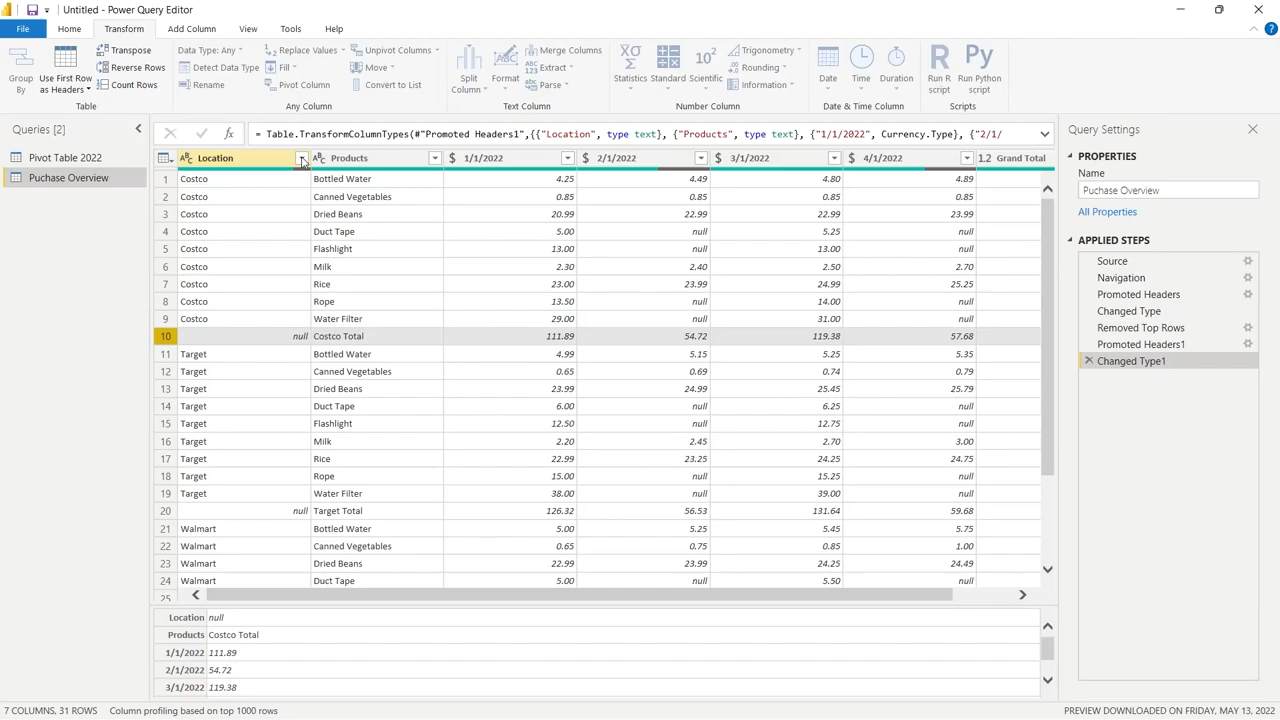 Untitled - Power Query Editor
File Home Transform Add Column View Tools Help
Group By
Use First Row as Headers
Transpose
Reverse Rows
Count Rows
Table
Data Type: Any
Detect Data Type
Rename
Replace Values
Fill
Pivot Column
Unpivot Columns
Move
Convert to List
Any Column
Split Column
Format
Merge Columns
Extract
Parse
Text Column
Statistics
Standard
Scientific
Trigonometry
Rounding
Information
Number Column
Date
Time
Duration
Date & Time Column
Run R script
Run Python script
Scripts
Queries [2]
Pivot Table 2022
Puchase Overview
= Table.TransformColumnTypes(#"Promoted Headers1",{{"Location", type text}, {"Products", type text}, {"1/1/2022", Currency.Type}, {"2/1/
Location Products $ 1/1/2022 $ 2/1/2022 $ 3/1/2022 $ 4/1/2022 1.2 Grand Total
1 Costco Bottled Water 4.25 4.49 4.80 4.89
2 Costco Canned Vegetables 0.85 0.85 0.85 0.85
3 Costco Dried Beans 20.99 22.99 22.99 23.99
4 Costco Duct Tape 5.00 null 5.25 null
5 Costco Flashlight 13.00 null 13.00 null
6 Costco Milk 2.30 2.40 2.50 2.70
7 Costco Rice 23.00 23.99 24.99 25.25
8 Costco Rope 13.50 null 14.00 null
9 Costco Water Filter 29.00 null 31.00 null
10 null Costco Total 111.89 54.72 119.38 57.68
11 Target Bottled Water 4.99 5.15 5.25 5.35
12 Target Canned Vegetables 0.65 0.69 0.74 0.79
13 Target Dried Beans 23.99 24.99 25.45 25.79
14 Target Duct Tape 6.00 null 6.25 null
15 Target Flashlight 12.50 null 12.75 null
16 Target Milk 2.20 2.45 2.70 3.00
17 Target Rice 22.99 23.25 24.25 24.75
18 Target Rope 15.00 null 15.25 null
19 Target Water Filter 38.00 null 39.00 null
20 null Target Total 126.32 56.53 131.64 59.68
21 Walmart Bottled Water 5.00 5.25 5.45 5.75
22 Walmart Canned Vegetables 0.65 0.75 0.85 1.00
23 Walmart Dried Beans 22.99 23.99 24.25 24.49
24 Walmart Duct Tape 5.00 null 5.50 null
25
Location null
Products Costco Total
1/1/2022 111.89
2/1/2022 54.72
3/1/2022 119.38
Query Settings
PROPERTIES
Name
Puchase Overview
All Properties
APPLIED STEPS
Source
Navigation
Promoted Headers
Changed Type
Removed Top Rows
Promoted Headers1
Changed Type1
7 COLUMNS, 31 ROWS Column profiling based on top 1000 rows PREVIEW DOWNLOADED ON FRIDAY, MAY 13, 2022